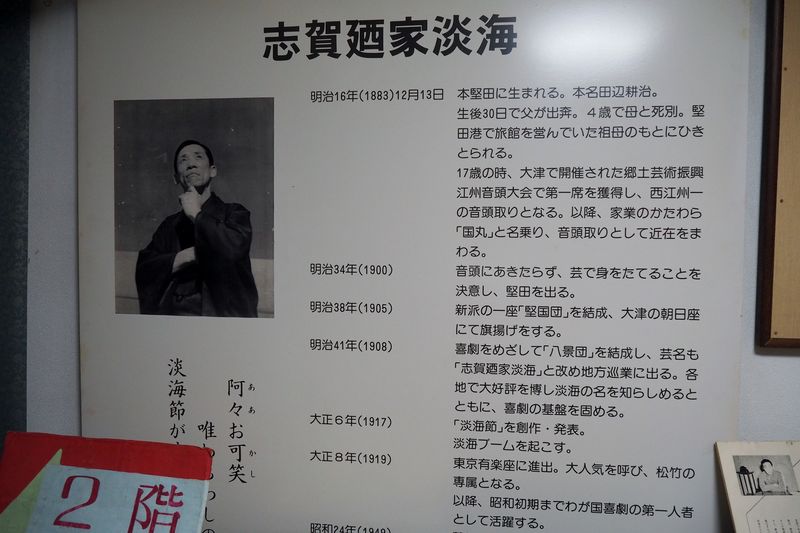 志賀廼家淡海
明治16年(1883)12月13日
本堅田に生まれる。本名田辺耕治。
生後30日で父が出奔。４歳で母と死別。堅
田港で旅館を営んでいた祖母のもとにひき
とられる。
17歳の時、大津で開催された郷土芸術振興
江州音頭大会で第一席を獲得し、西江州一
の音頭取りとなる。以降、家業のかたわら
「国丸」と名乗り、音頭取りとして近在をま
わる。
明治34年(1900)
音頭にあきたらず、芸で身をたてることを
決意し、堅田を出る。
明治38年(1905)
新派の一座「堅国団」を結成、大津の朝日座
にて旗揚げをする。
明治41年(1908)
喜劇をめざして「八景団」を結成し、芸名も
「志賀廼家淡海」と改め地方巡業に出る。各
地で大好評を博し淡海の名を知らしめると
ともに、喜劇の基盤を固める。
大正６年(1917)
「淡海節」を創作・発表。
淡海ブームを起こす。
大正８年(1919)
東京有楽座に進出。大人気を呼び、松竹の
専属となる。
以降、昭和初期までわが国喜劇の第一人者
として活躍する。
昭和24年(1949)
阿々お可笑
ああ かし
唯わ
淡海節が
2階